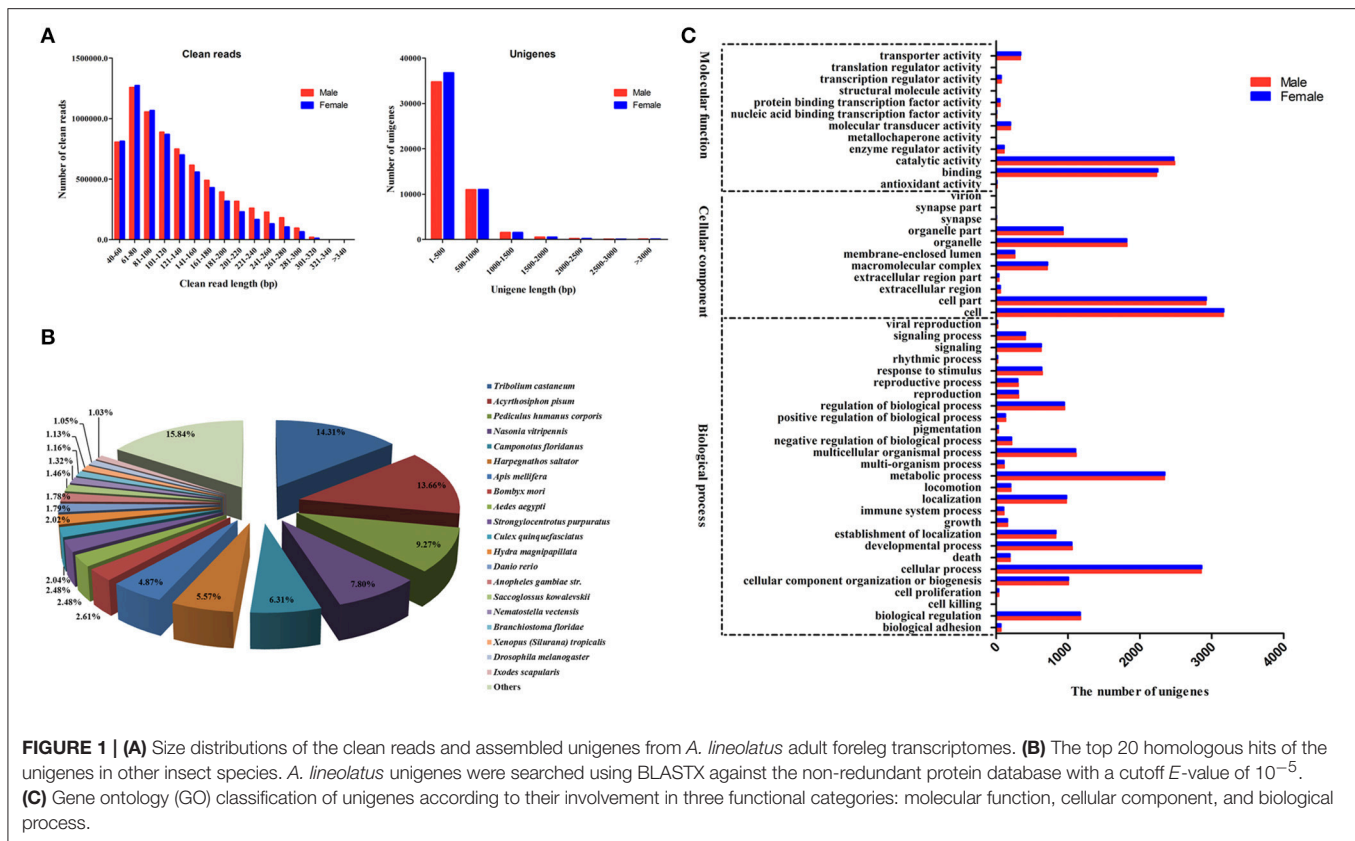 A
Clean reads
1500000.0
1000000.0
500000.0
0.0
Number of clean reads
Male
Female
40-60
61-80
81-100
101-120
121-140
141-160
161-180
181-200
201-220
221-240
241-260
261-280
281-300
301-320
321-340
>340
Clean read length (bp)
Unigenes
40000
30000
20000
10000
0
Number of unigenes
Male
Female
1-500
500-1000
1000-1500
1500-2000
2000-2500
2500-3000
>3000
Unigene length (bp)
B
14.31%
13.66%
9.27%
7.80%
6.31%
5.57%
4.87%
2.61%
2.48%
2.48%
2.04%
2.02%
1.79%
1.78%
1.46%
1.32%
1.16%
1.13%
1.05%
1.03%
15.84%
Tribolium castaneum
Acyrthosiphon pisum
Pediculus humanus corporis
Nasonia vitripennis
Camponotus floridanus
Harpegnathos saltator
Apis mellifera
Bombyx mori
Aedes aegypti
Strongylocentrotus purpuratus
Culex quinquefasciatus
Hydra magnipapillata
Danio rerio
Anopheles gambiae str.
Saccoglossus kowalevskii
Nematostella vectensis
Branchiostoma floridae
Xenopus (Silurana) tropicalis
Drosophila melanogaster
Ixodes scapularis
Others
C
Molecular function
transporter activity
translation regulator activity
transcription regulator activity
structural molecule activity
protein binding transcription factor activity
nucleic acid binding transcription factor activity
molecular transducer activity
metallochaperone activity
enzyme regulator activity
catalytic activity
binding
antioxidant activity
Cellular component
virion
synapse part
synapse
organelle part
organelle
membrane-enclosed lumen
macromolecular complex
extracellular region part
extracellular region
cell part
cell
Biological process
viral reproduction
signaling process
signaling
rhythmic process
response to stimulus
reproductive process
reproduction
regulation of biological process
positive regulation of biological process
pigmentation
negative regulation of biological process
multicellular organismal process
multi-organism process
metabolic process
locomotion
localization
immune system process
growth
establishment of localization
developmental process
death
cellular process
cellular component organization or biogenesis
cell proliferation
cell killing
biological regulation
biological adhesion
Female
Male
0
1000
2000
3000
4000
The number of unigenes
FIGURE 1 | (A) Size distributions of the clean reads and assembled unigenes from A. lineolatus adult foreleg transcriptomes. (B) The top 20 homologous hits of the
unigenes in other insect species. A. lineolatus unigenes were searched using BLASTX against the non-redundant protein database with a cutoff E-value of 10⁻⁵.
(C) Gene ontology (GO) classification of unigenes according to their involvement in three functional categories: molecular function, cellular component, and biological
process.